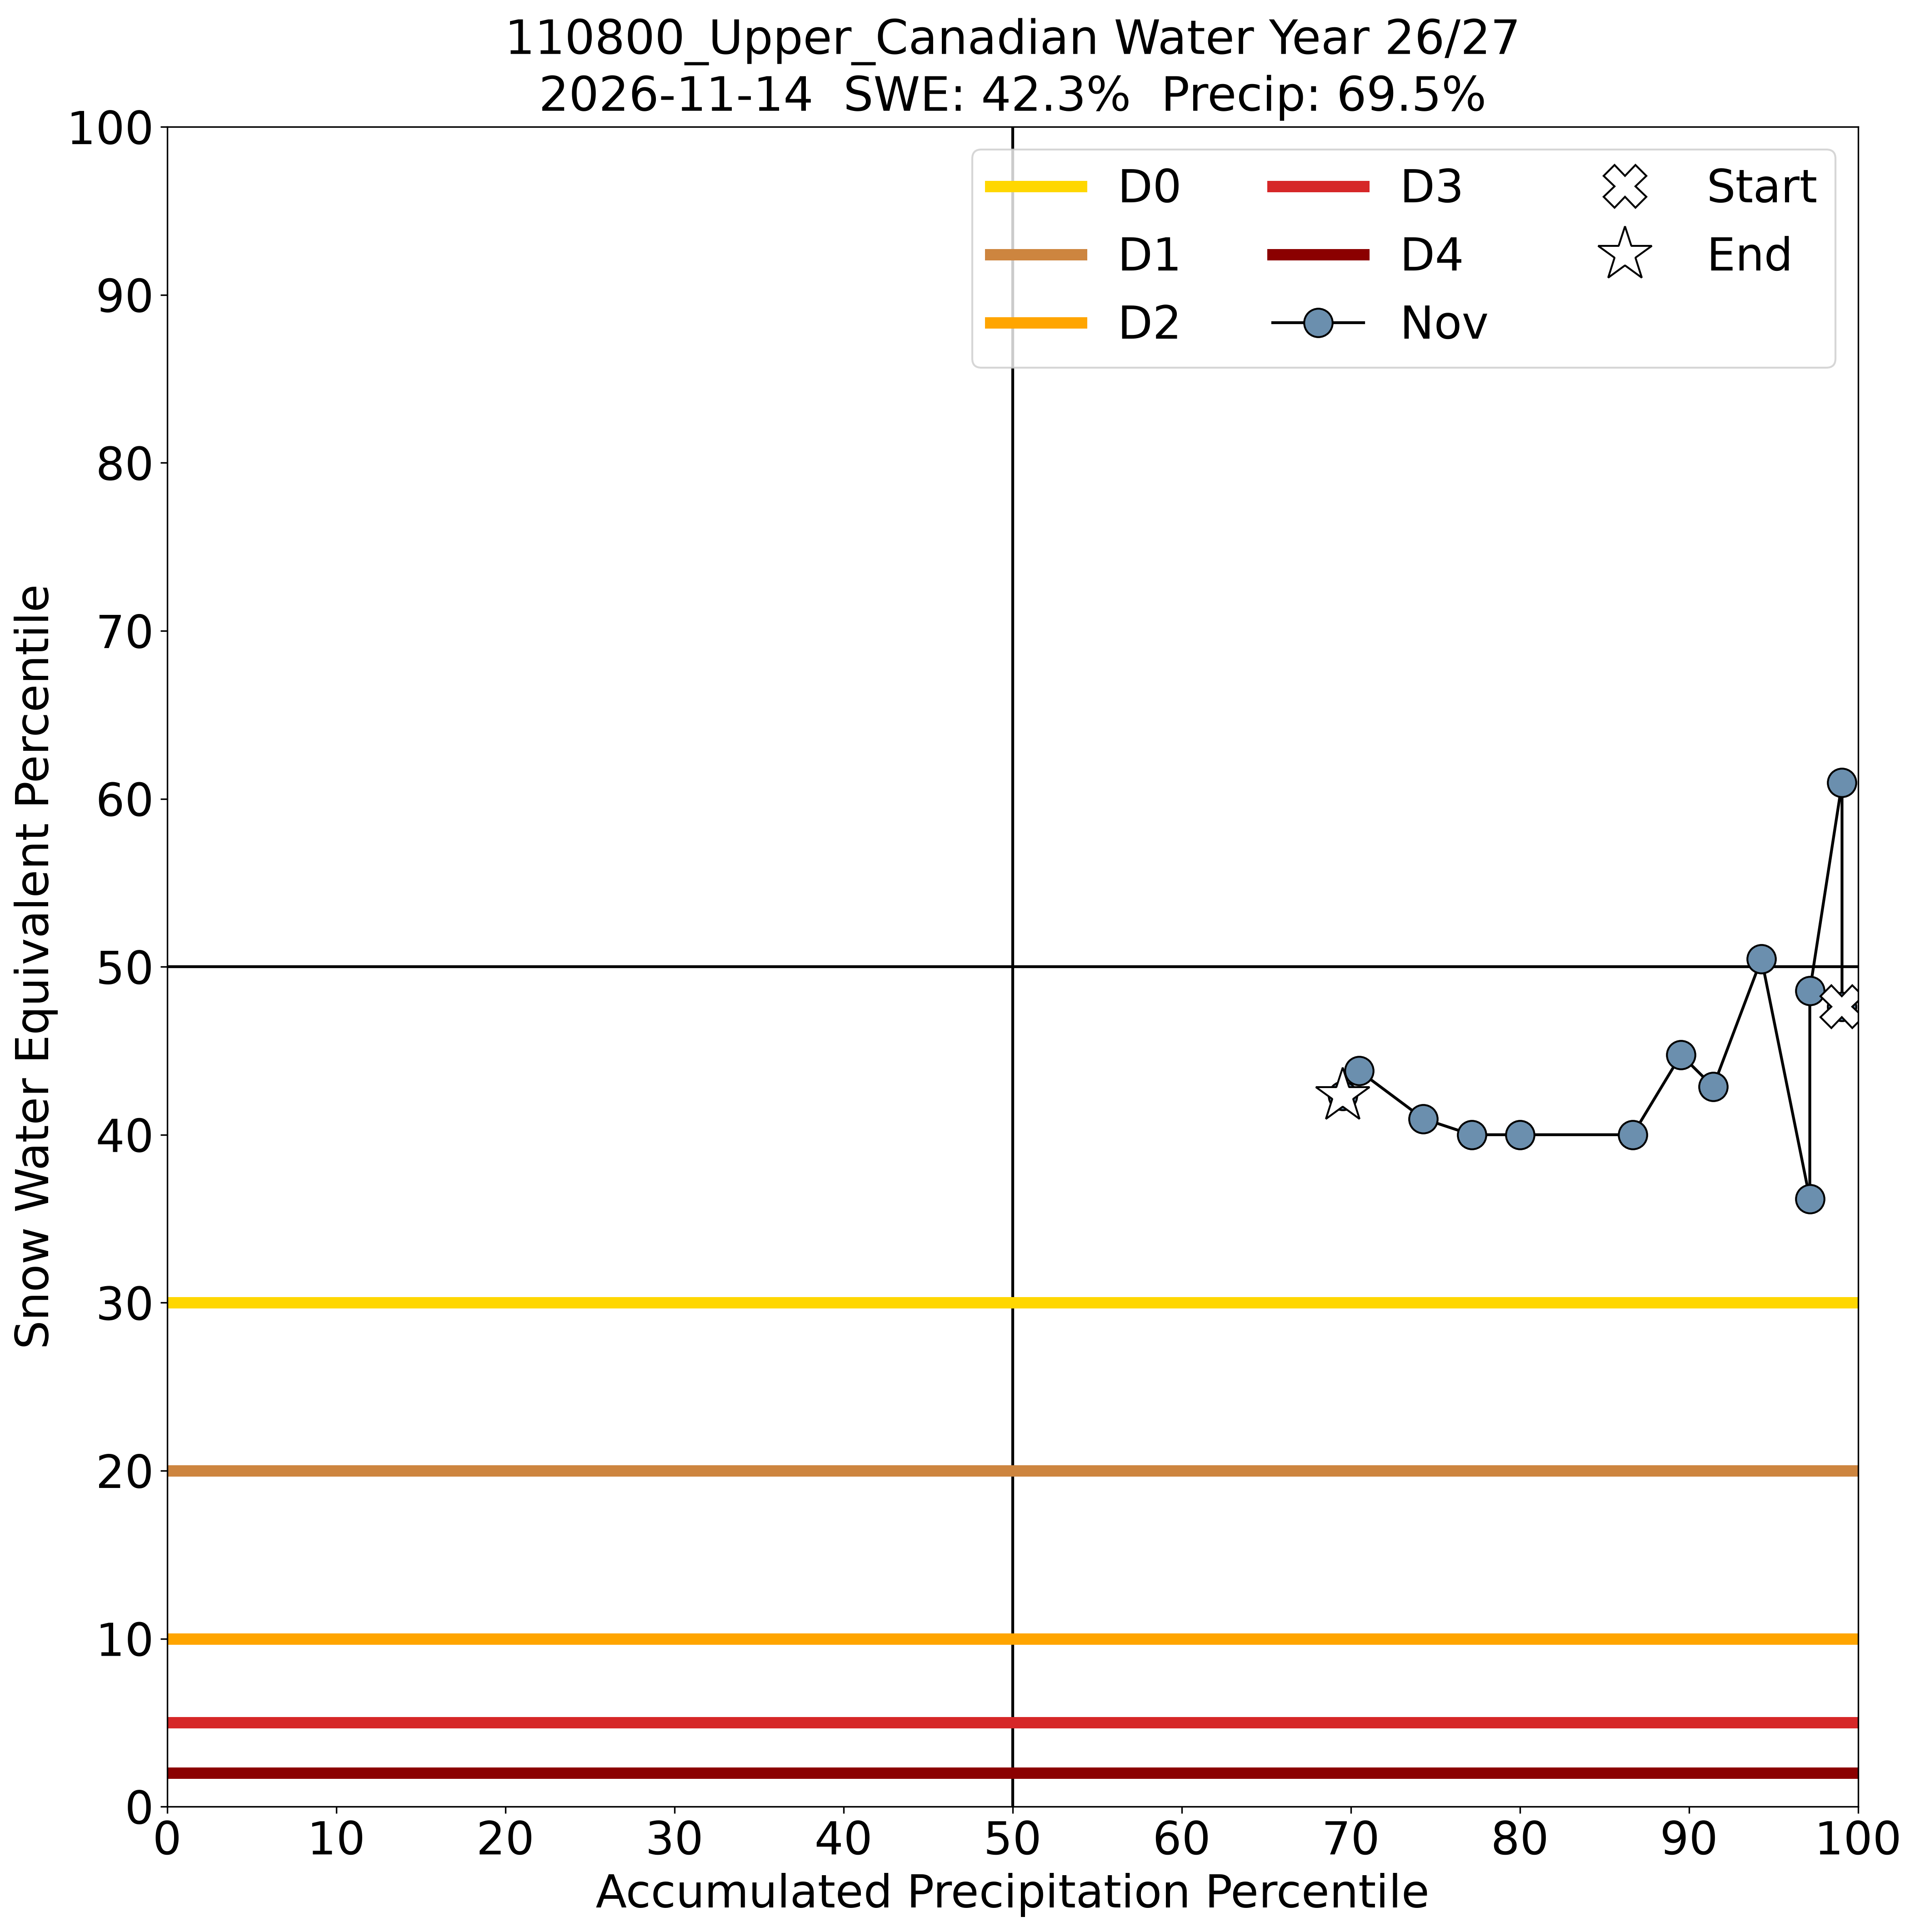 110800_Upper_Canadian Water Year 26/27
2026-11-14  SWE: 42.3%  Precip: 69.5%
D0
D1
D2
D3
D4
Nov
Start
End
Snow Water Equivalent Percentile
100
90
80
70
60
50
40
30
20
10
0
0 10 20 30 40 50 60 70 80 90 100
Accumulated Precipitation Percentile